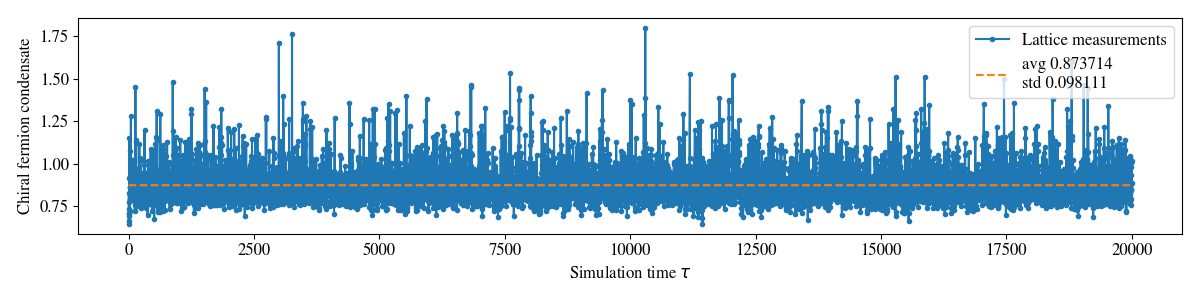 Chiral fermion condensate
1.75
1.50
1.25
1.00
0.75
Lattice measurements
avg 0.873714
std 0.098111
0
2500
5000
7500
10000
12500
15000
17500
20000
Simulation time τ